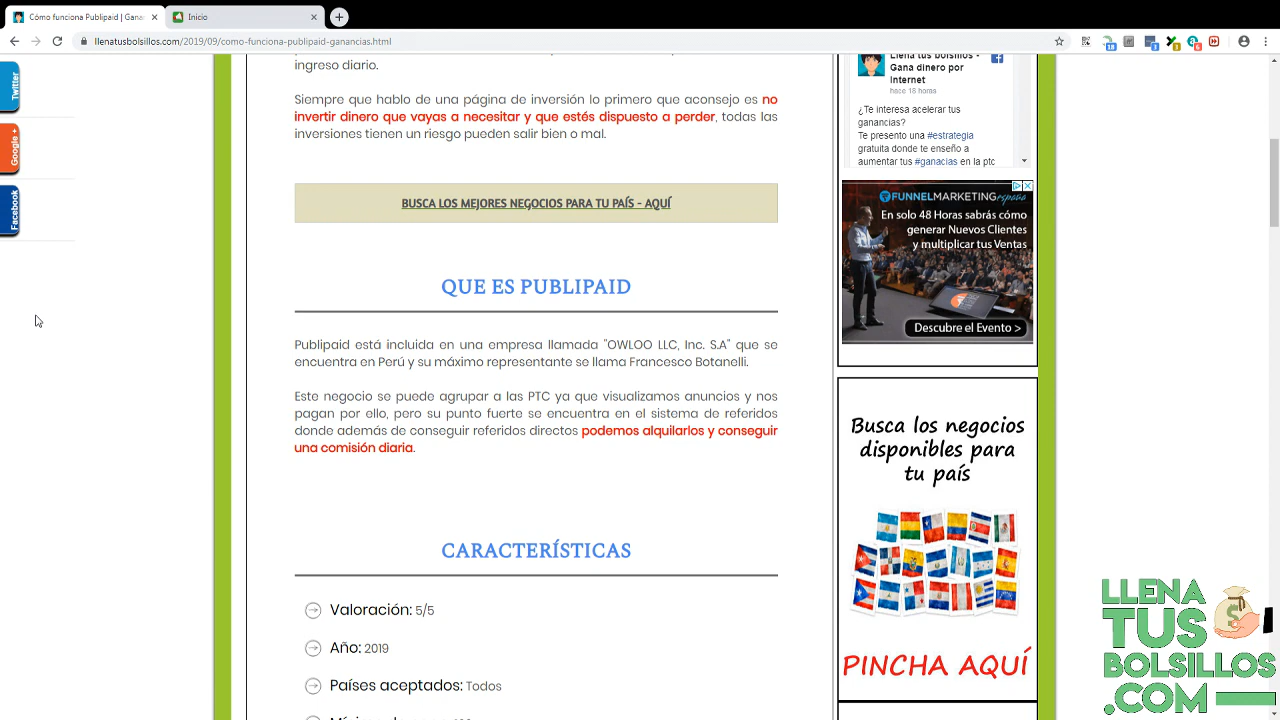 Cómo funciona Publipaid | Gana
Inicio
llenatusbolsillos.com/2019/09/como-funciona-publipaid-ganancias.html
Twitter
Google +
Facebook
ingreso diario.
Siempre que hablo de una página de inversión lo primero que aconsejo es no
invertir dinero que vayas a necesitar y que estés dispuesto a perder, todas las
inversiones tienen un riesgo pueden salir bien o mal.
BUSCA LOS MEJORES NEGOCIOS PARA TU PAÍS - AQUÍ
QUE ES PUBLIPAID
Publipaid está incluida en una empresa llamada "OWLOO LLC, Inc. S.A" que se
encuentra en Perú y su máximo representante se llama Francesco Botanelli.
Este negocio se puede agrupar a las PTC ya que visualizamos anuncios y nos
pagan por ello, pero su punto fuerte se encuentra en el sistema de referidos
donde además de conseguir referidos directos podemos alquilarlos y conseguir
una comisión diaria.
CARACTERÍSTICAS
Valoración: 5/5
Año: 2019
Países aceptados: Todos
Llena tus bolsillos -
Gana dinero por
Internet
hace 18 horas
¿Te interesa acelerar tus
ganancias?
Te presento una #estrategia
gratuita donde te enseño a
aumentar tus #ganacias en la ptc
FUNNELMARKETING españa
En solo 48 Horas sabrás cómo
generar Nuevos Clientes
y multiplicar tus Ventas
Descubre el Evento >
Busca los negocios
disponibles para
tu país
PINCHA AQUÍ
LLENA
TUS
BOLSILLOS
COM